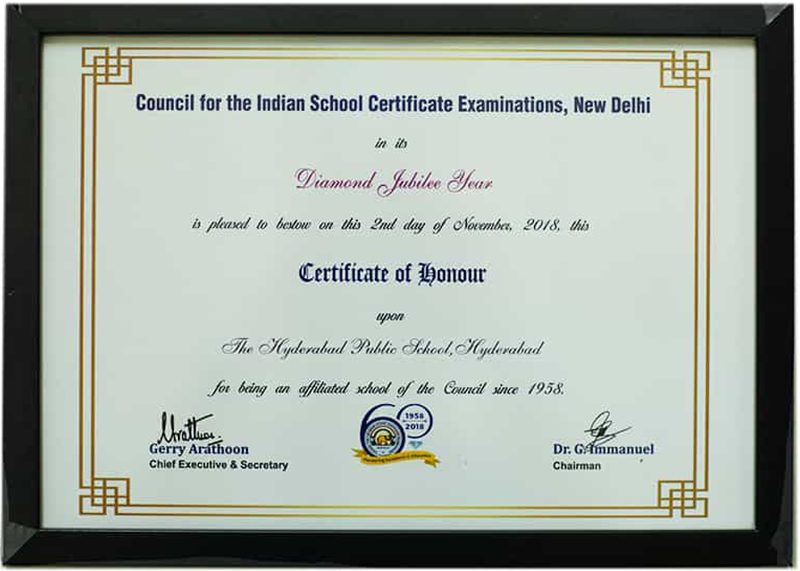 Council for the Indian School Certificate Examinations, New Delhi
in its
Diamond Jubilee Year
is pleased to bestow on this 2nd day of November, 2018, this
Certificate of Honour
upon
The Hyderabad Public School, Hyderabad
for being an affiliated school of the Council since 1958.
60
1958
2018
Gerry Arathoon
Chief Executive & Secretary
Dr. G. Immanuel
Chairman